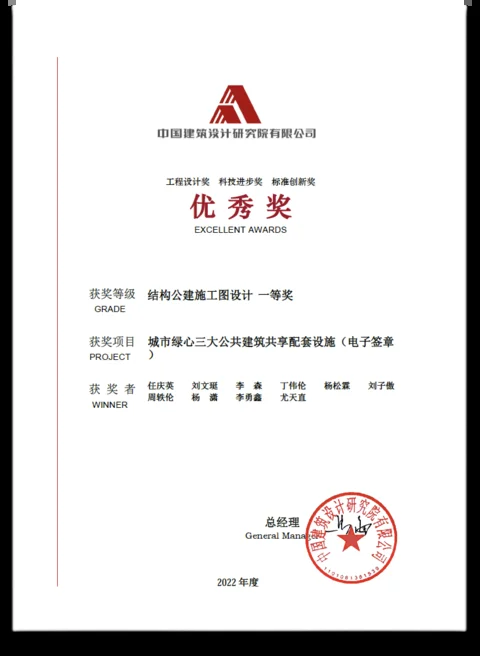 中国建筑设计研究院有限公司
工程设计奖 科技进步奖 标准创新奖
优秀奖
EXCELLENT AWARDS
获奖等级 结构公建施工图设计 一等奖
GRADE
获奖项目 城市绿心三大公共建筑共享配套设施（电子签章
PROJECT ）
获奖者 任庆英 刘文珽 李森 丁伟伦 杨松霖 刘子傲
WINNER 周轶伦 杨潇 李勇鑫 尤天直
总经理
General Manager
中国建筑设计研究院有限公司
2022 年度